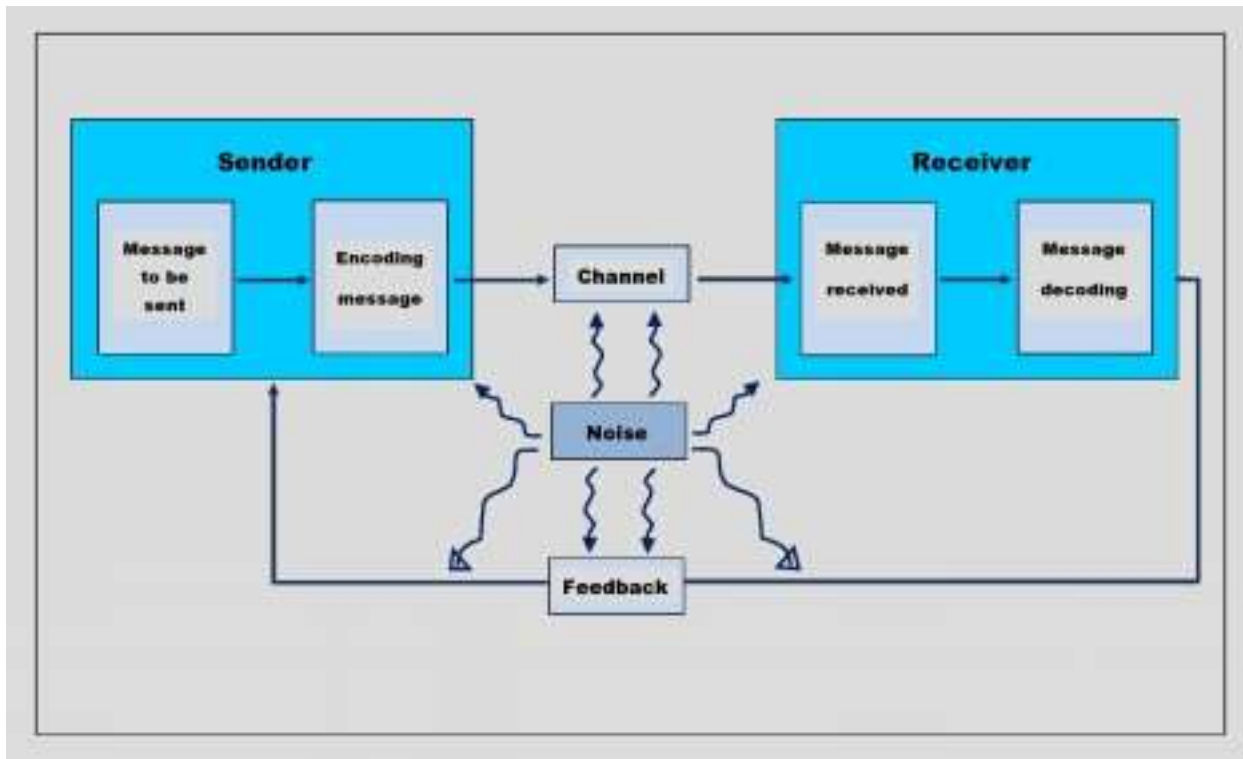 Sender
Message
to be
sent
Encoding
message
Channel
Receiver
Message
received
Message
decoding
Noise
Feedback